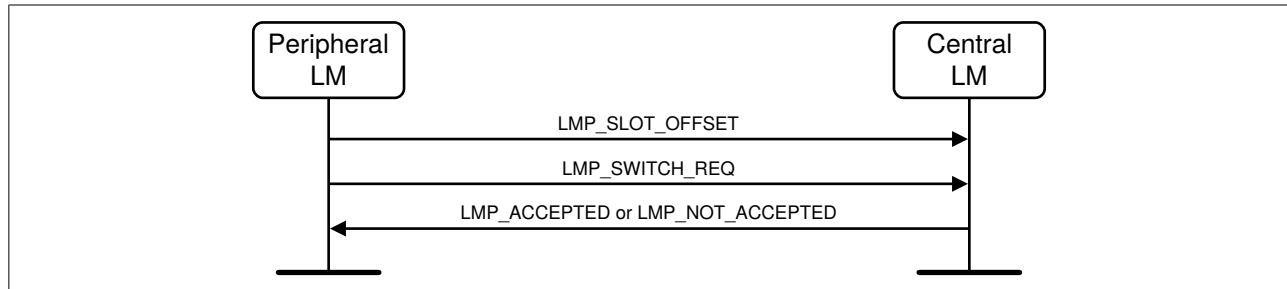 Peripheral
LM
Central
LM
LMP_SLOT_OFFSET
LMP_SWITCH_REQ
LMP_ACCEPTED or LMP_NOT_ACCEPTED